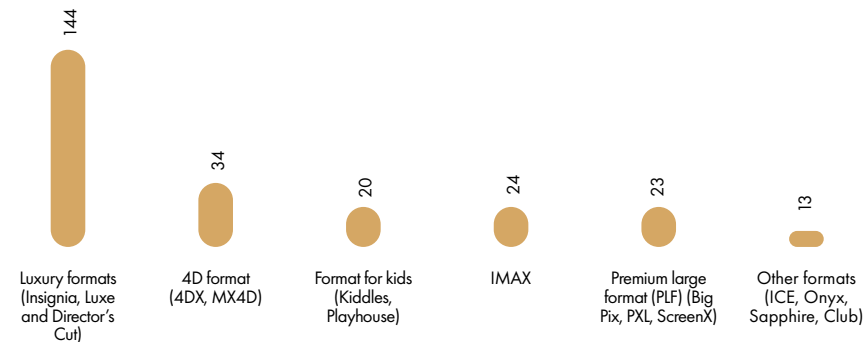 144
34
20
24
23
13
Luxury formats
(Insignia, Luxe
and Director's
Cut)
4D format
(4DX, MX4D)
Format for kids
(Kiddles,
Playhouse)
IMAX
Premium large
format (PLF) (Big
Pix, PXL, ScreenX)
Other formats
(ICE, Onyx,
Sapphire, Club)